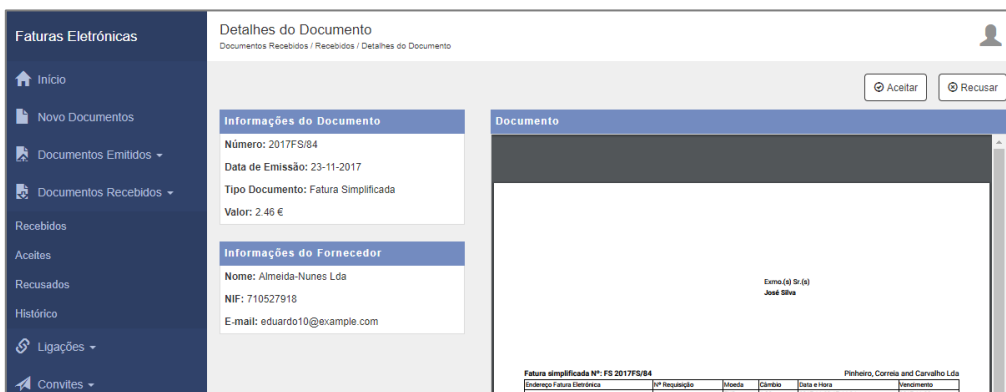 Faturas Eletrónicas
Início
Novo Documentos
Documentos Emitidos
Documentos Recebidos
Recebidos
Aceites
Recusados
Histórico
Ligações
Convites
Detalhes do Documento
Documentos Recebidos / Recebidos / Detalhes do Documento
Aceitar
Recusar
Informações do Documento
Número: 2017FS/84
Data de Emissão: 23-11-2017
Tipo Documento: Fatura Simplificada
Valor: 2.46 €
Informações do Fornecedor
Nome: Almeida-Nunes Lda
NIF: 710527918
E-mail: eduardo10@example.com
Documento
Exmo.(s) Sr.(s)
José Silva
Fatura simplificada Nº: FS 2017FS/84 Pinheiro, Correia and Carvalho Lda
Endereço Fatura Eletrónica Nº Requisição Moeda Câmbio Data e Hora Vencimento